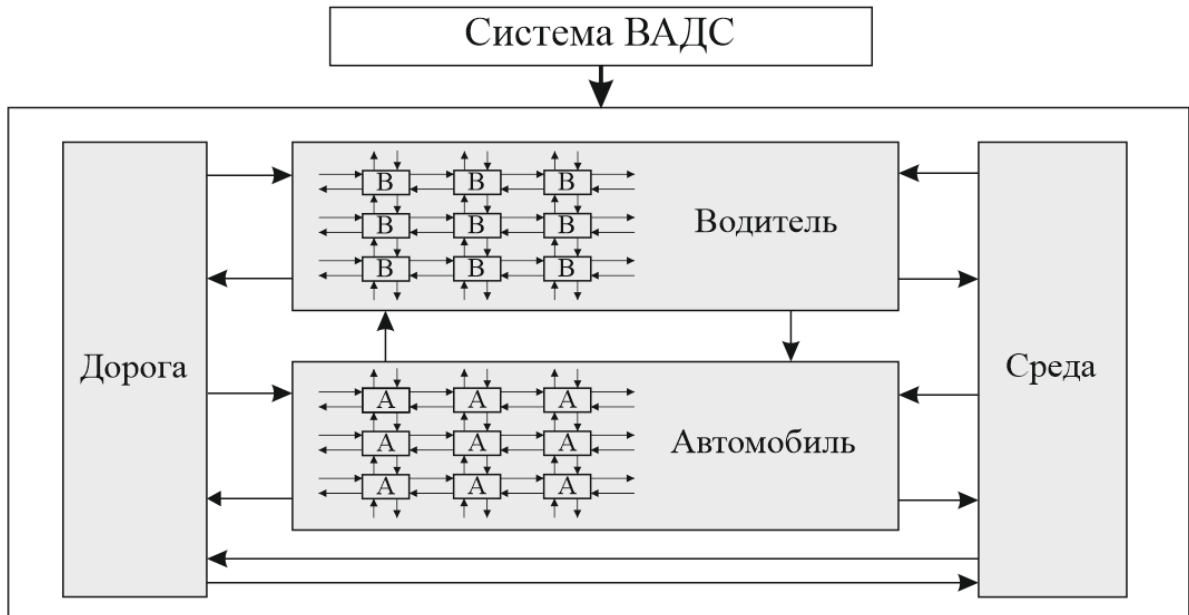 Система ВАДС
В В В
В В В
В В В
Водитель
Дорога
Среда
А А А
А А А
А А А
Автомобиль